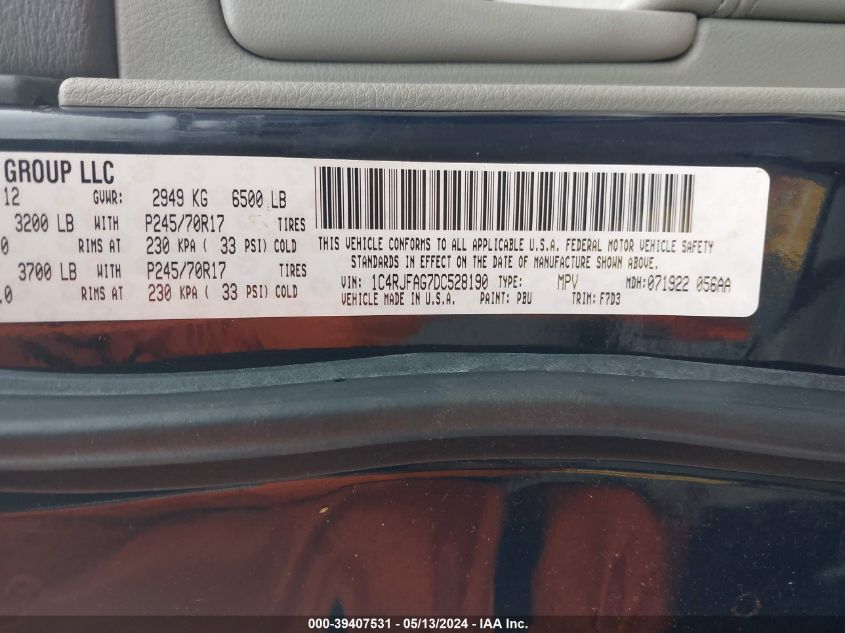 GROUP LLC
12 GVWR: 2949 KG 6500 LB
3200 LB WITH P245/70R17 TIRES
0 RIMS AT 230 KPA ( 33 PSI) COLD
3700 LB WITH P245/70R17 TIRES
.0 RIMS AT 230 KPA ( 33 PSI) COLD
THIS VEHICLE CONFORMS TO ALL APPLICABLE U.S.A. FEDERAL MOTOR VEHICLE SAFETY
STANDARDS IN EFFECT ON THE DATE OF MANUFACTURE SHOWN ABOVE.
VIN: 1C4RJFAG7DC528190 TYPE: MPV MDH: 071922 056AA
VEHICLE MADE IN U.S.A. PAINT: PBU TRIM: F7D3
000-39407531 - 05/13/2024 - IAA Inc.